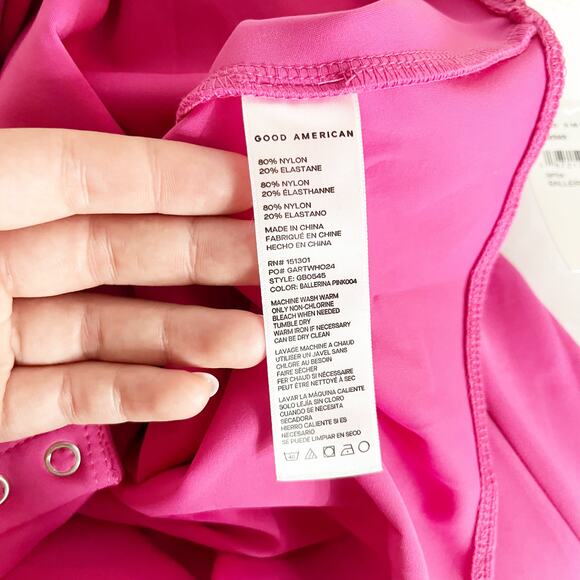 GOOD AMERICAN
80% NYLON
20% ELASTANE
80% NYLON
20% ÉLASTHANNE
80% NYLON
20% ELASTANO
MADE IN CHINA
FABRIQUÉ EN CHINE
HECHO EN CHINA
RN# 151301
PO# GARTWHO24
STYLE: GB0545
COLOR: BALLERINA PINK004
MACHINE WASH WARM
ONLY NON-CHLORINE
BLEACH WHEN NEEDED
TUMBLE DRY
WARM IRON IF NECESSARY
CAN BE DRY CLEAN
LAVAGE MACHINE A CHAUD
UTILISER UN JAVEL SANS
CHLORE AU BESOIN
FAIRE SÉCHER
FER CHAUD SI NÉCESSAIRE
PEUT ÊTRE NETTOYÉ À SEC
LAVAR LA MÁQUINA CALIENTE
SOLO LEJÍA SIN CLORO
CUANDO SE NECESITA
SECADORA
HIERRO CALIENTE SI ES
NECESARIO
SE PUEDE LIMPIAR EN SECO